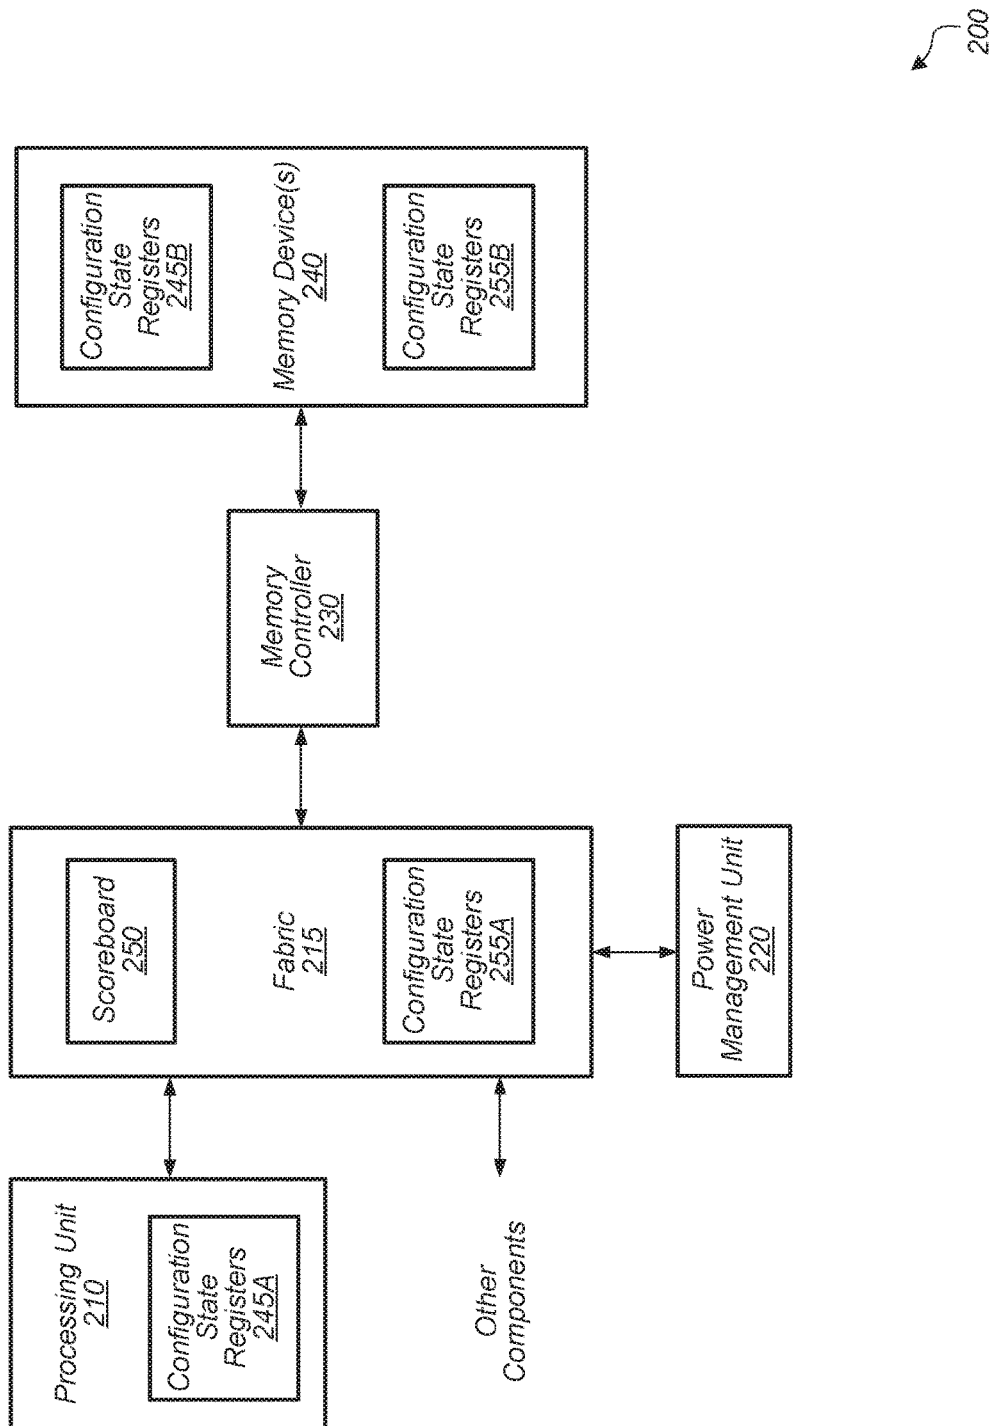 Processing Unit
210
Configuration
State
Registers
245A
Other
Components
Scoreboard
250
Fabric
215
Configuration
State
Registers
255A
Power
Management Unit
220
Memory
Controller
230
Configuration
State
Registers
245B
Memory Device(s)
240
Configuration
State
Registers
255B
200